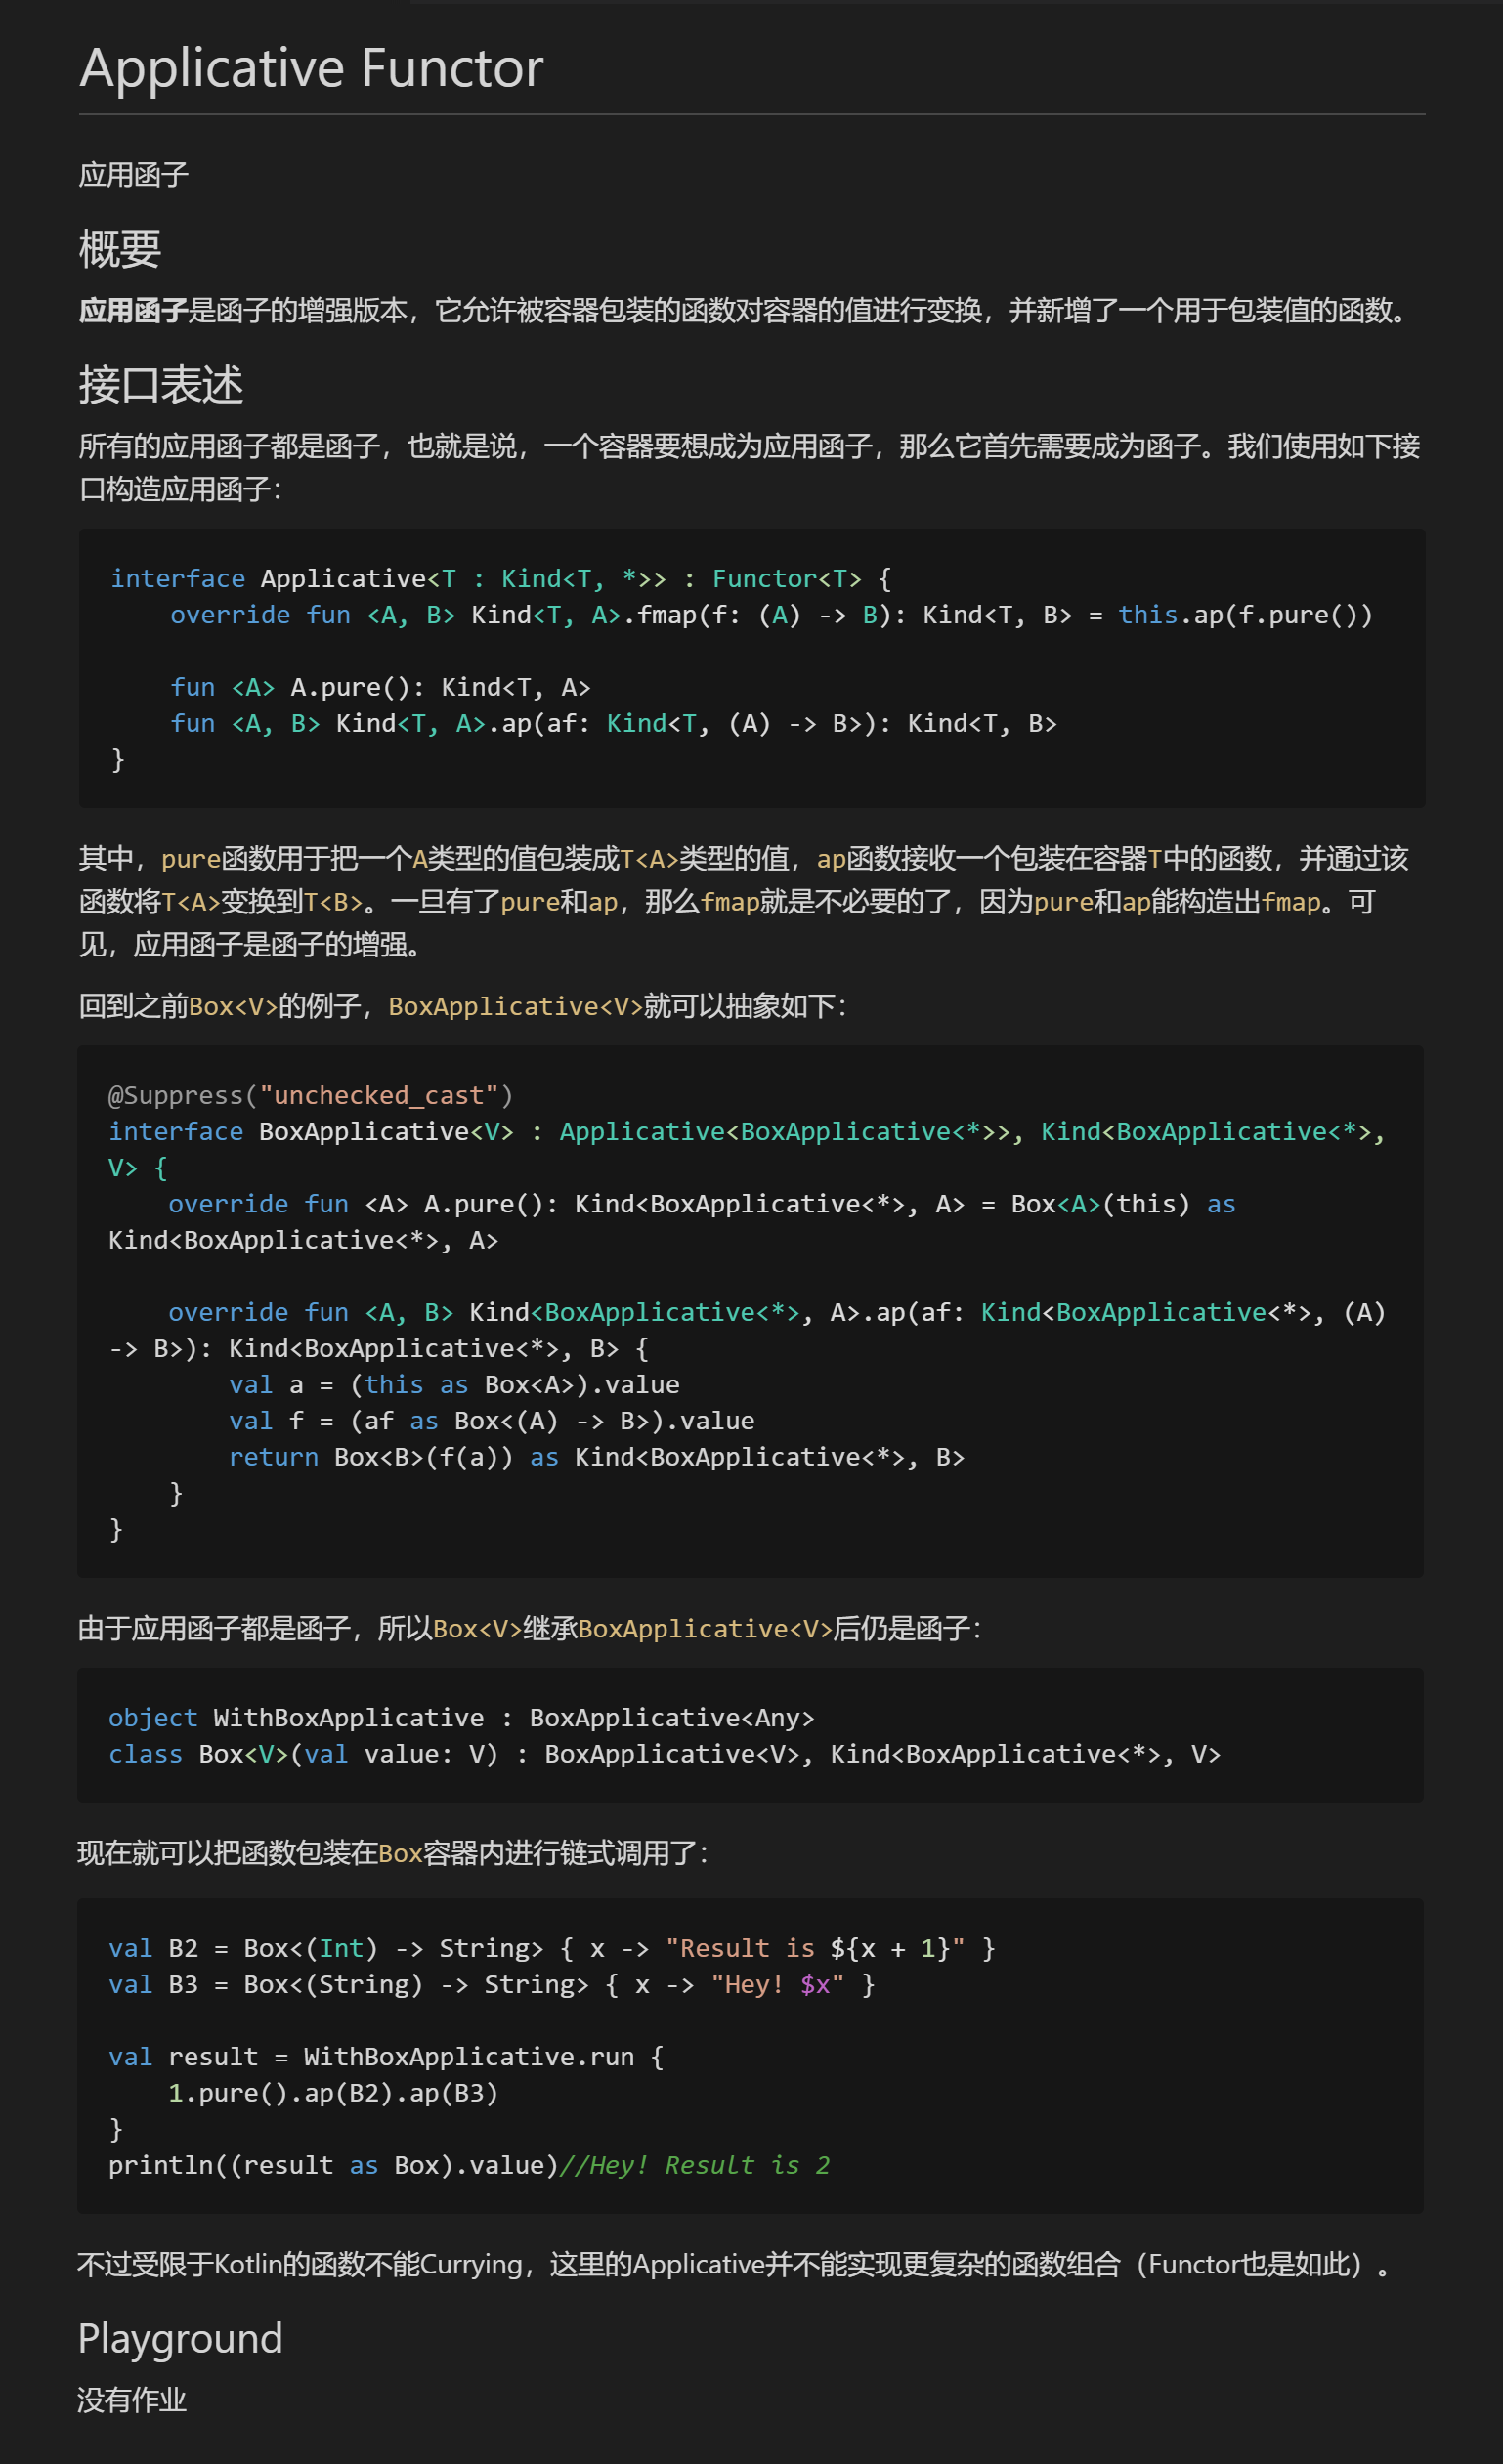 Applicative Functor
应用函子
概要
应用函子是函子的增强版本，它允许被容器包装的函数对容器的值进行变换，并新增了一个用于包装值的函数。
接口表述
所有的应用函子都是函子，也就是说，一个容器要想成为应用函子，那么它首先需要成为函子。我们使用如下接
口构造应用函子：
interface Applicative<T : Kind<T, *>> : Functor<T> {
    override fun <A, B> Kind<T, A>.fmap(f: (A) -> B): Kind<T, B> = this.ap(f.pure())
    fun <A> A.pure(): Kind<T, A>
    fun <A, B> Kind<T, A>.ap(af: Kind<T, (A) -> B>): Kind<T, B>
}
其中，pure函数用于把一个A类型的值包装成T<A>类型的值，ap函数接收一个包装在容器T中的函数，并通过该
函数将T<A>变换到T<B>。一旦有了pure和ap，那么fmap就是不必要的了，因为pure和ap能构造出fmap。可
见，应用函子是函子的增强。
回到之前Box<V>的例子，BoxApplicative<V>就可以抽象如下：
@Suppress("unchecked_cast")
interface BoxApplicative<V> : Applicative<BoxApplicative<*>>, Kind<BoxApplicative<*>,
V> {
    override fun <A> A.pure(): Kind<BoxApplicative<*>, A> = Box<A>(this) as
Kind<BoxApplicative<*>, A>
    override fun <A, B> Kind<BoxApplicative<*>, A>.ap(af: Kind<BoxApplicative<*>, (A)
-> B>): Kind<BoxApplicative<*>, B> {
        val a = (this as Box<A>).value
        val f = (af as Box<(A) -> B>).value
        return Box<B>(f(a)) as Kind<BoxApplicative<*>, B>
    }
}
由于应用函子都是函子，所以Box<V>继承BoxApplicative<V>后仍是函子：
object WithBoxApplicative : BoxApplicative<Any>
class Box<V>(val value: V) : BoxApplicative<V>, Kind<BoxApplicative<*>, V>
现在就可以把函数包装在Box容器内进行链式调用了：
val B2 = Box<(Int) -> String> { x -> "Result is ${x + 1}" }
val B3 = Box<(String) -> String> { x -> "Hey! $x" }
val result = WithBoxApplicative.run {
    1.pure().ap(B2).ap(B3)
}
println((result as Box).value)//Hey! Result is 2
不过受限于Kotlin的函数不能Currying，这里的Applicative并不能实现更复杂的函数组合（Functor也是如此）。
Playground
没有作业